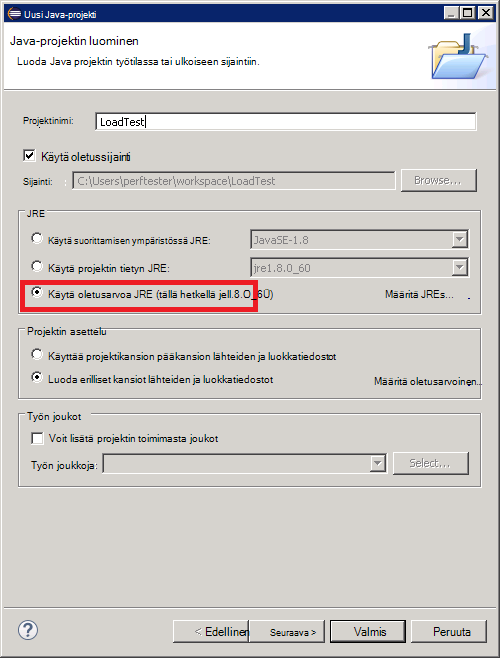 Uusi Java-projekti
Java-projektin luominen
Luoda Java projektin työtilassa tai ulkoiseen sijaintiin.
Projektinimi: LoadTest
Käytä oletussijainti
Sijainti: : C:\Users\perftester\workspace\LoadTest Browse...
JRE
Käytä suorittamisen ympäristössä JRE: JavaSE-1.8
Käytä projektin tietyn JRE: jre1.8.0_60
Käytä oletusarvoa JRE (tällä hetkellä jell.8.O_6U) Määritä JREs... .
Projektin asettelu
Käyttää projektikansion pääkansion lähteiden ja luokkatiedostot
Luoda erilliset kansiot lähteiden ja luokkatiedostot Määritä oletusarvoinen...
Työn joukot
Voit lisätä projektin toimimasta joukot
Työn joukkoja: Select...
? < Edellinen Seuraava > Valmis Peruuta